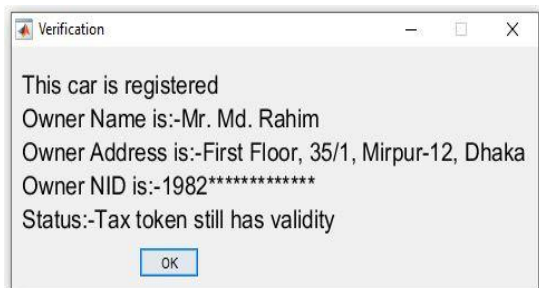 Verification
This car is registered
Owner Name is:-Mr. Md. Rahim
Owner Address is:-First Floor, 35/1, Mirpur-12, Dhaka
Owner NID is:-1982*************
Status:-Tax token still has validity
OK